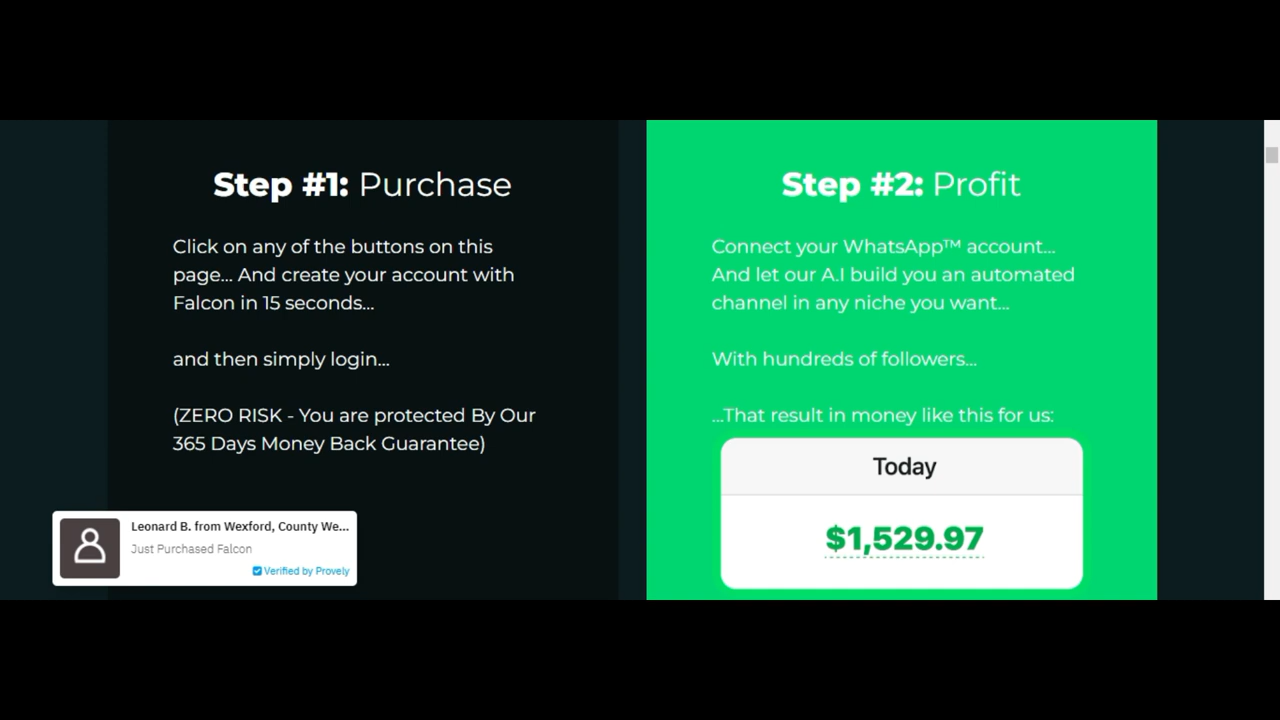 Step #1: Purchase
Click on any of the buttons on this
page... And create your account with
Falcon in 15 seconds...
and then simply login...
(ZERO RISK - You are protected By Our
365 Days Money Back Guarantee)
Leonard B. from Wexford, County We...
Just Purchased Falcon
Verified by Provely
Step #2: Profit
Connect your WhatsApp™ account...
And let our A.I build you an automated
channel in any niche you want...
With hundreds of followers...
...That result in money like this for us:
Today
$1,529.97